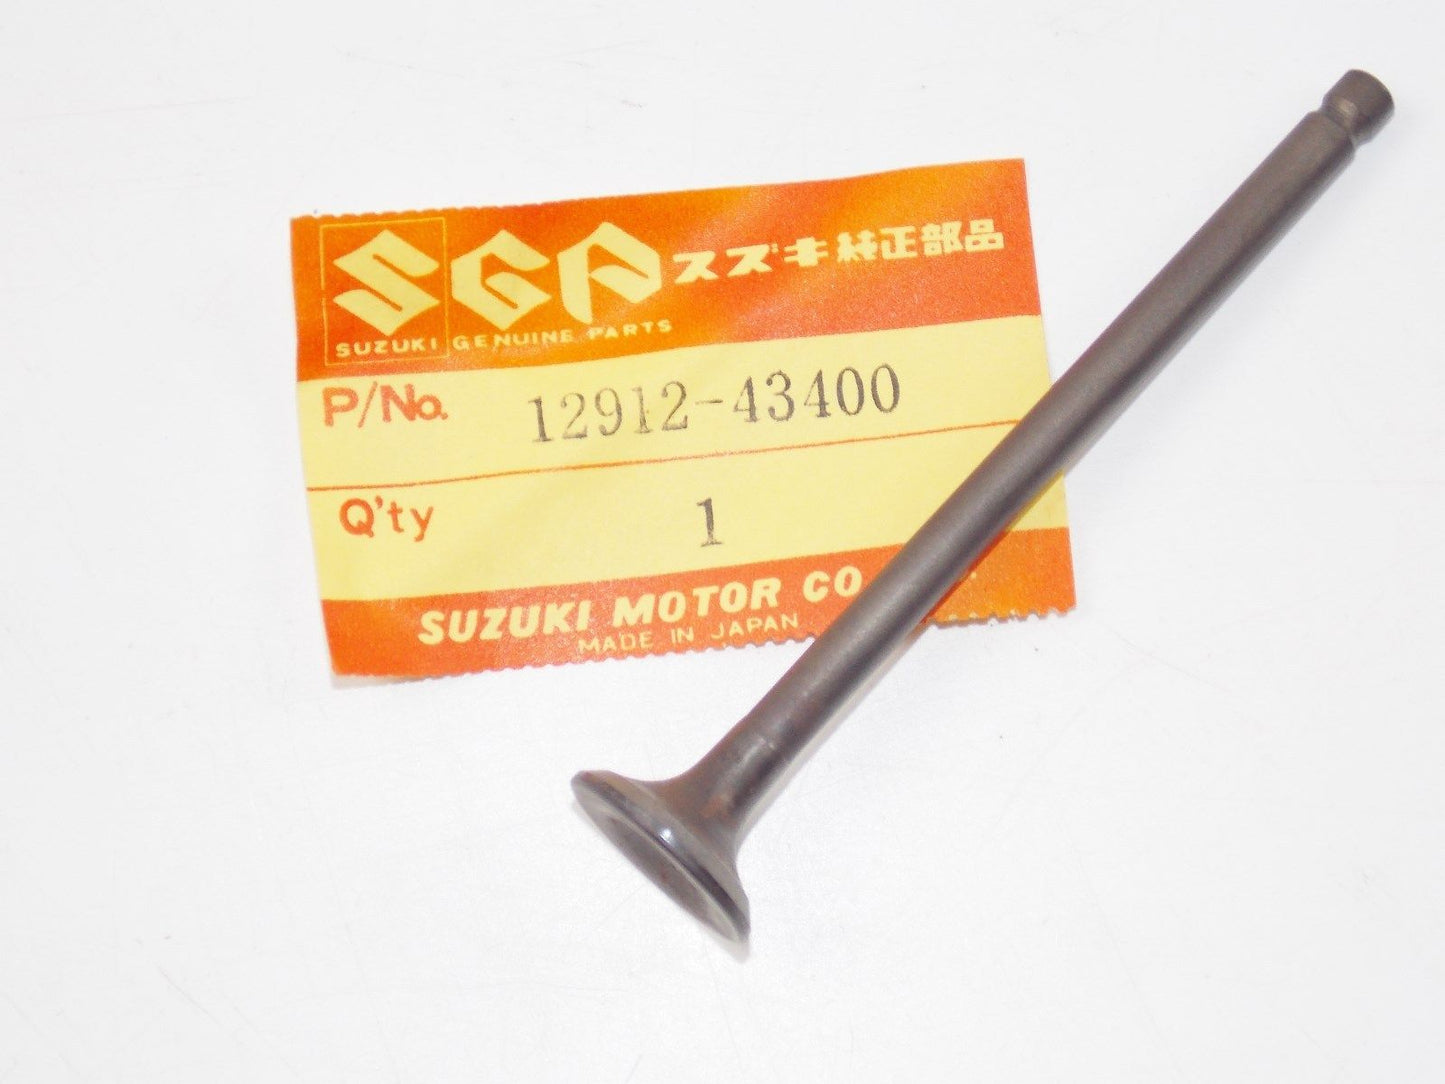 SGP スズキ純正部品
SUZUKI GENUINE PARTS
P/No. 12912-43400
Q'ty 1
SUZUKI MOTOR CO
MADE IN JAPAN